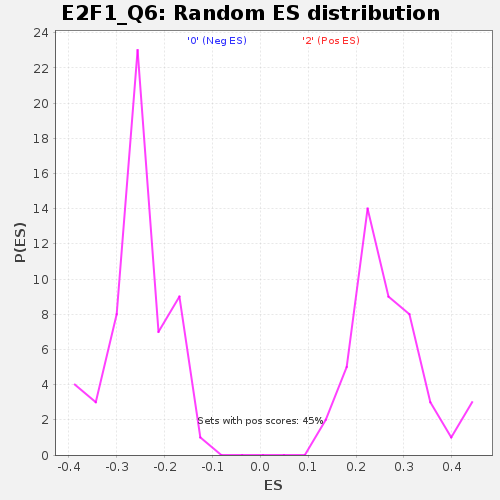 E2F1_Q6: Random ES distribution
'0' (Neg ES) '2' (Pos ES)
24
22
20
18
16
14
12
10
8
6
4
2
0
P(ES)
Sets with pos scores: 45%
-0.4 -0.3 -0.2 -0.1 0.0 0.1 0.2 0.3 0.4
ES